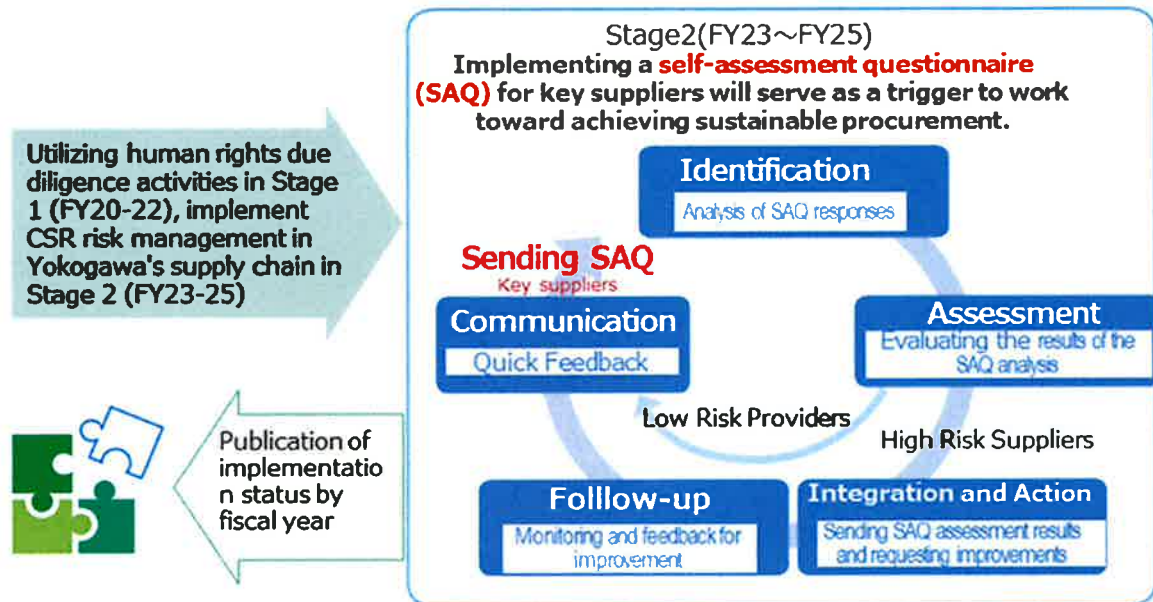 Stage2(FY23～FY25)
Implementing a self-assessment questionnaire
(SAQ) for key suppliers will serve as a trigger to work
toward achieving sustainable procurement.
Utilizing human rights due
diligence activities in Stage
1 (FY20-22), implement
CSR risk management in
Yokogawa's supply chain in
Stage 2 (FY23-25)
Identification
Analysis of SAQ responses
Sending SAQ
Key suppliers
Communication
Quick Feedback
Assessment
Evaluating the results of the
SAQ analysis
Low Risk Providers
High Risk Suppliers
Folllow-up
Monitoring and feedback for
improvement
Integration and Action
Sending SAQ assessment results
and requesting improvements
Publication of
implementatio
n status by
fiscal year